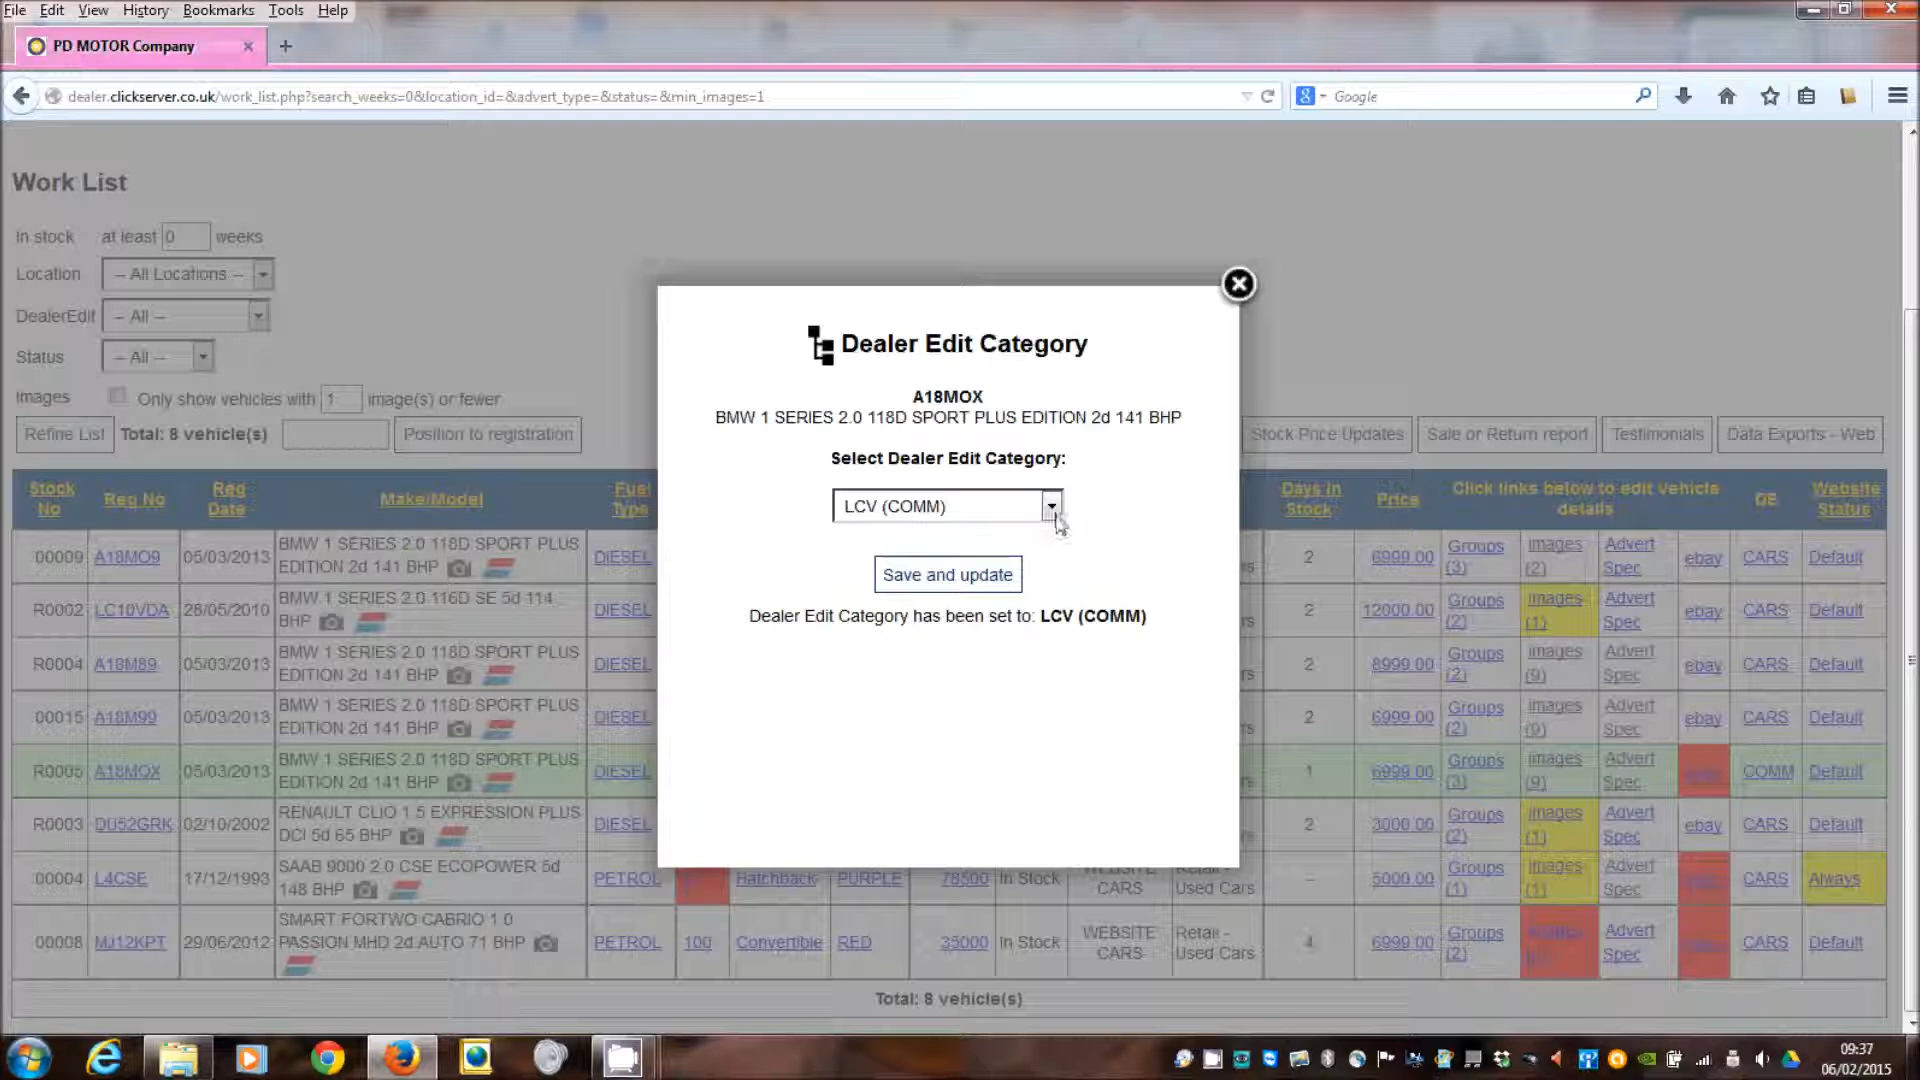 File Edit View History Bookmarks Tools Help
PD MOTOR Company
dealer.clickserver.co.uk/work_list.php?search_weeks=0&location_id=&advert_type=&status=&min_images=1
Google
Work List
In stock at least 0 weeks
Location -- All Locations --
DealerEdit -- All --
Status -- All --
Images Only show vehicles with 1 image(s) or fewer
Refine List Total: 8 vehicle(s) Position to registration Stock Price Updates Sale or Return report Testimonials Data Exports - Web
Dealer Edit Category
A18MOX
BMW 1 SERIES 2.0 118D SPORT PLUS EDITION 2d 141 BHP
Select Dealer Edit Category:
LCV (COMM)
Save and update
Dealer Edit Category has been set to: LCV (COMM)
Stock No Reg No Reg Date Make/Model Fuel Type Days In Stock Price Click links below to edit vehicle details DE Website Status
00009 A18MO9 05/03/2013 BMW 1 SERIES 2.0 118D SPORT PLUS EDITION 2d 141 BHP DIESEL 2 6999.00 Groups (3) Images (2) Advert Spec ebay CARS Default
R0002 LC10VDA 28/05/2010 BMW 1 SERIES 2.0 116D SE 5d 114 BHP DIESEL 2 12000.00 Groups (2) Images (1) Advert Spec ebay CARS Default
R0004 A18M89 05/03/2013 BMW 1 SERIES 2.0 118D SPORT PLUS EDITION 2d 141 BHP DIESEL 2 8999.00 Groups (2) Images (9) Advert Spec ebay CARS Default
00015 A18M99 05/03/2013 BMW 1 SERIES 2.0 118D SPORT PLUS EDITION 2d 141 BHP DIESEL 2 6999.00 Groups (2) Images (9) Advert Spec ebay CARS Default
R0005 A18MOX 05/03/2013 BMW 1 SERIES 2.0 118D SPORT PLUS EDITION 2d 141 BHP DIESEL 1 6999.00 Groups (3) Images (9) Advert Spec COMM Default
R0003 DU52GRK 02/10/2002 RENAULT CLIO 1.5 EXPRESSION PLUS DCI 5d 65 BHP DIESEL 2 3000.00 Groups (2) Images (1) Advert Spec ebay CARS Default
00004 L4CSE 17/12/1993 SAAB 9000 2.0 CSE ECOPOWER 5d 148 BHP PETROL Hatchback PURPLE 78500 In Stock WEBSITE CARS Retail - Used Cars - 5000.00 Groups (1) Images (1) Advert Spec CARS Always
00008 MJ12KPT 29/06/2012 SMART FORTWO CABRIO 1.0 PASSION MHD 2d AUTO 71 BHP PETROL 100 Convertible RED 35000 In Stock WEBSITE CARS Retail - Used Cars 4 6999.00 Groups (2) Advert Spec CARS Default
Total: 8 vehicle(s)
09:37
06/02/2015